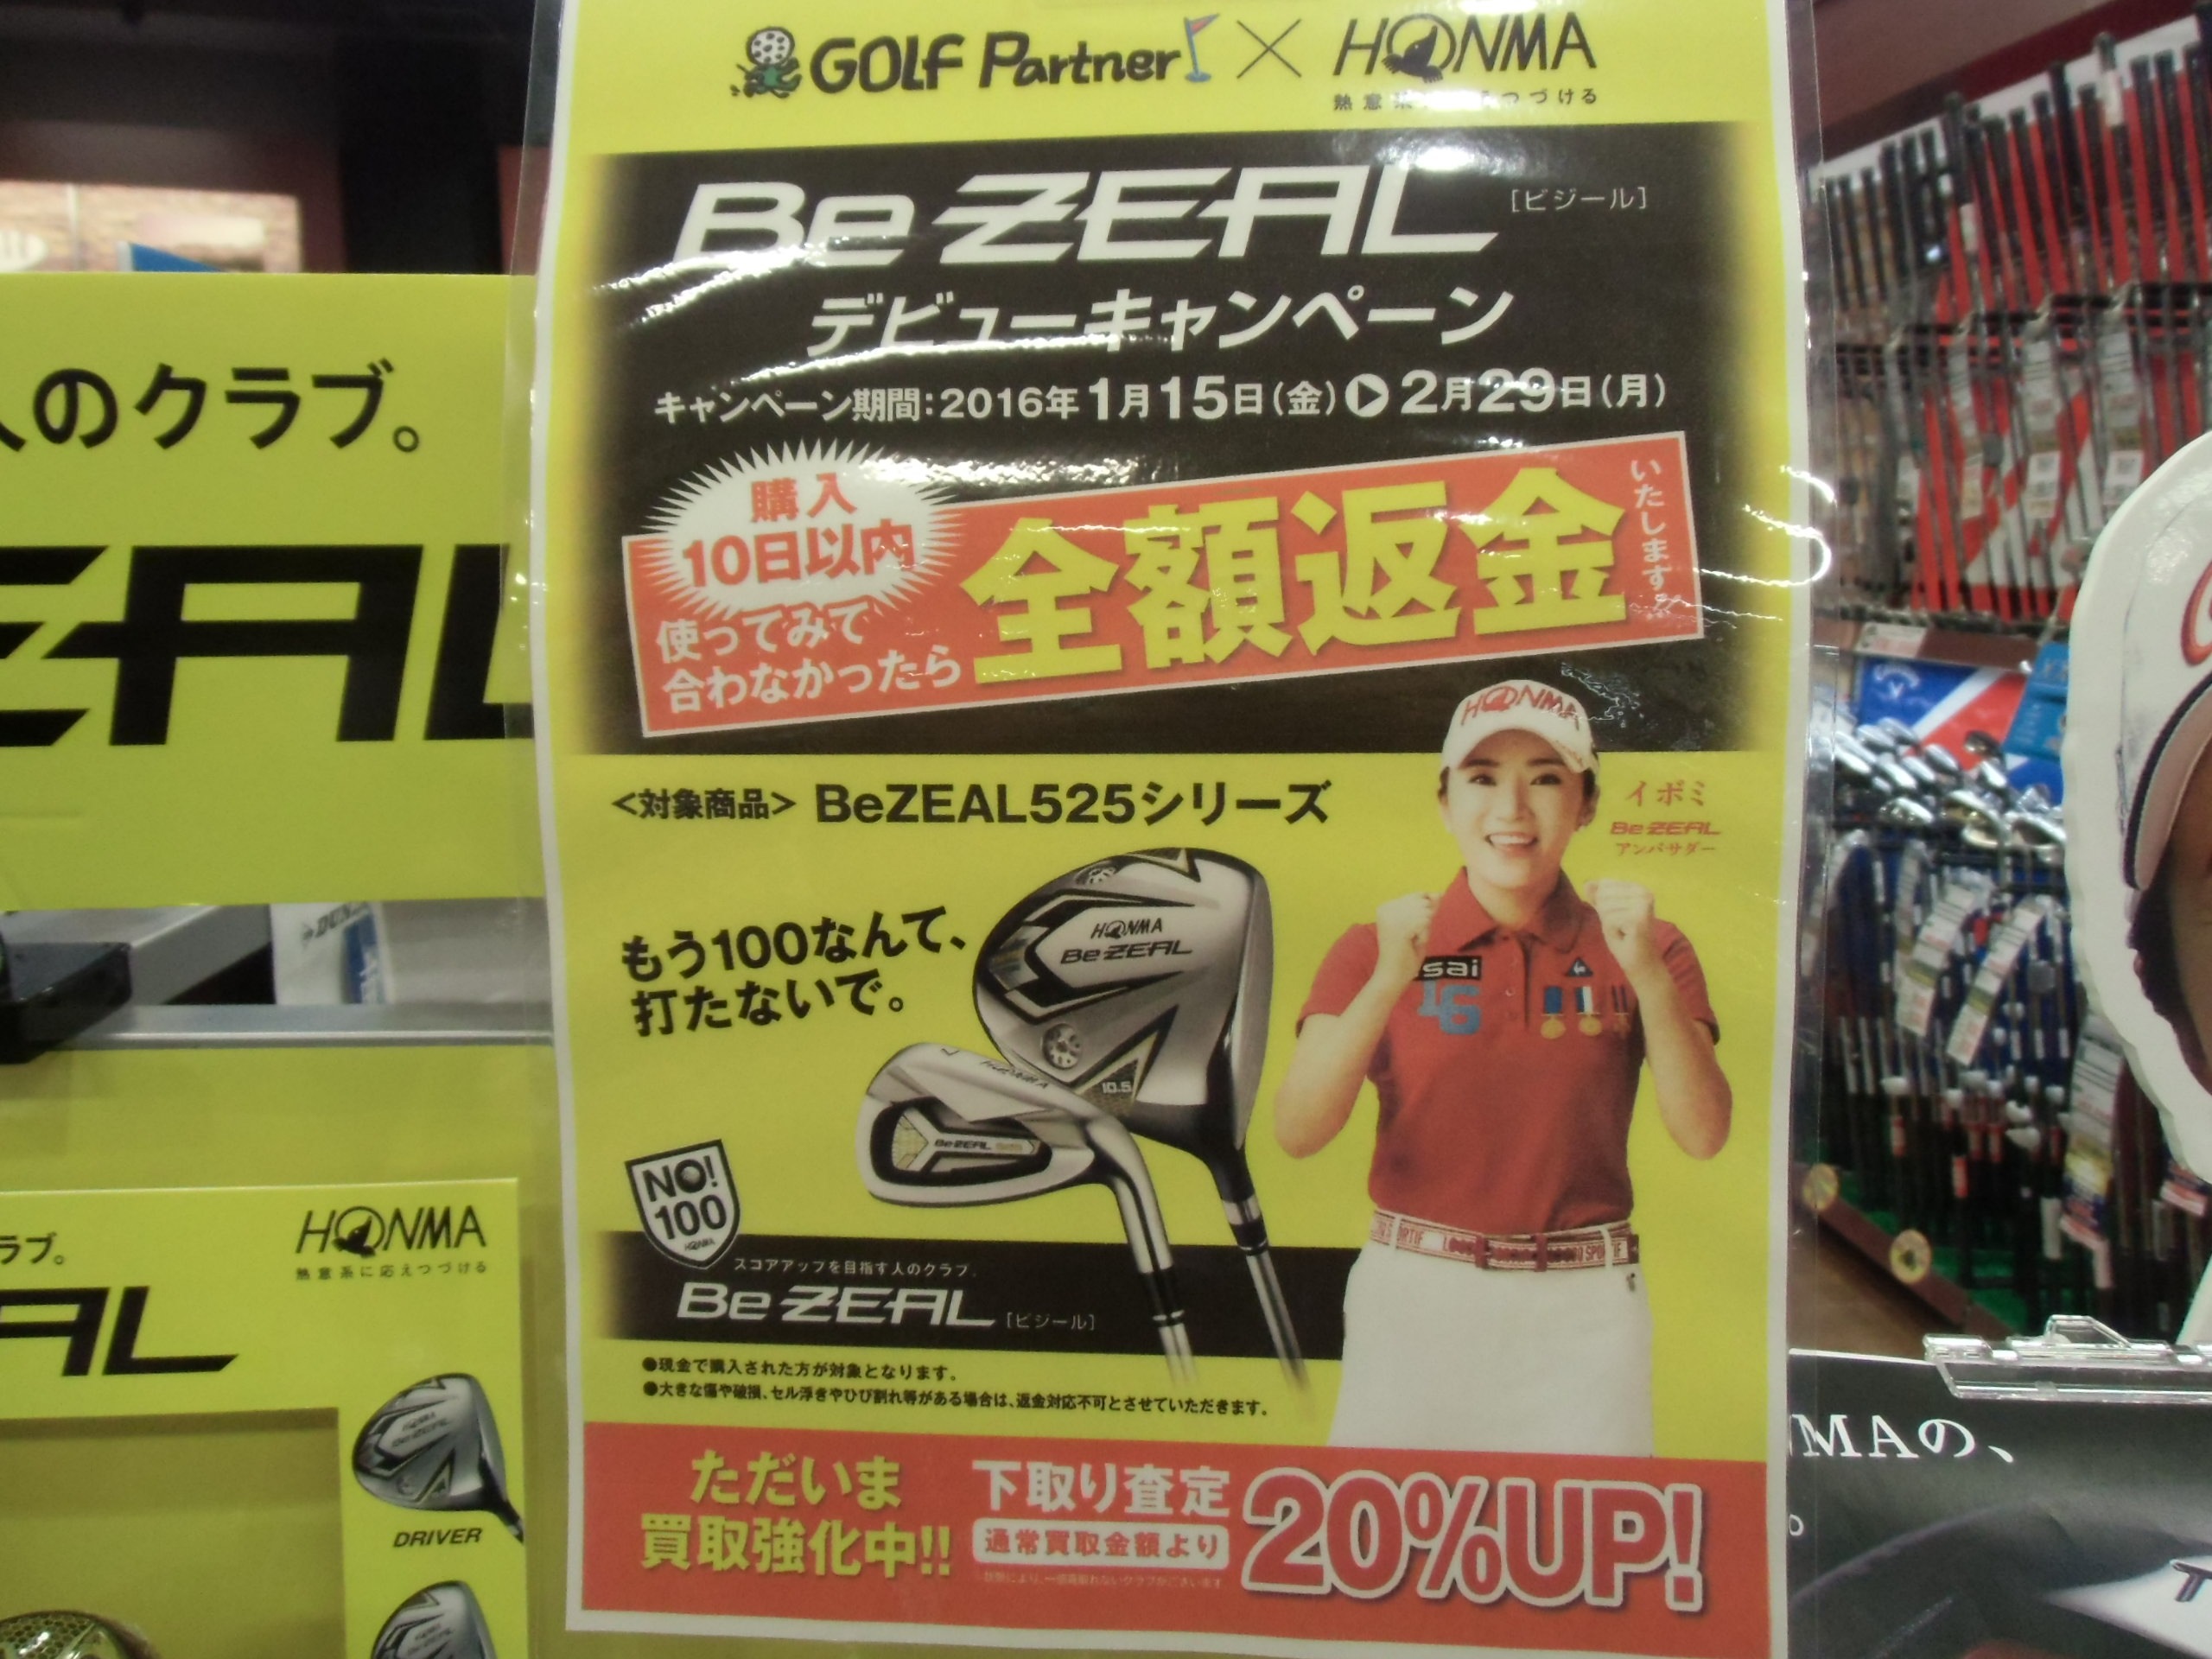 GOLF Partner × HONMA
熱意系に応えつづける
Be ZEAL [ビジール]
デビューキャンペーン
キャンペーン期間:2016年1月15日(金)▶2月29日(月)
購入
10日以内
使ってみて
合わなかったら
全額返金
いたします。
HONMA
<対象商品> BeZEAL525シリーズ
イボミ
Be ZEAL
アンバサダー
もう100なんて、
打たないで。
HONMA
Be ZEAL
10.5
HONMA
Be ZEAL 525
sai
16
NO!
100
HONMA
スコアアップを目指す人のクラブ。
Be ZEAL [ビジール]
●現金で購入された方が対象となります。
●大きな傷や破損、セル浮きやひび割れ等がある場合は、返金対応不可とさせていただきます。
ただいま
買取強化中!!
下取り査定
通常買取金額より
20%UP!
人のクラブ。
EAL
ラブ。
HONMA
熱意系に応えつづける
AL
DRIVER
MAの、